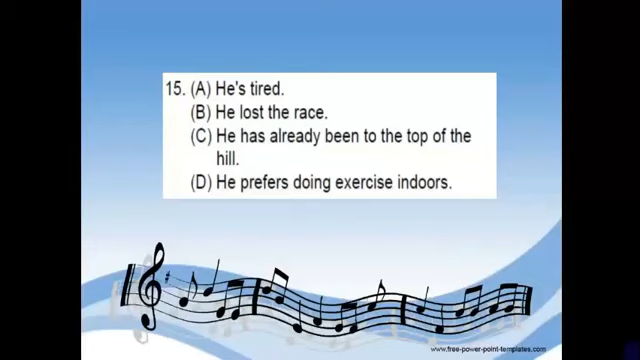 15. (A) He's tired.
(B) He lost the race.
(C) He has already been to the top of the
hill.
(D) He prefers doing exercise indoors.
www.free-power-point-templates.com